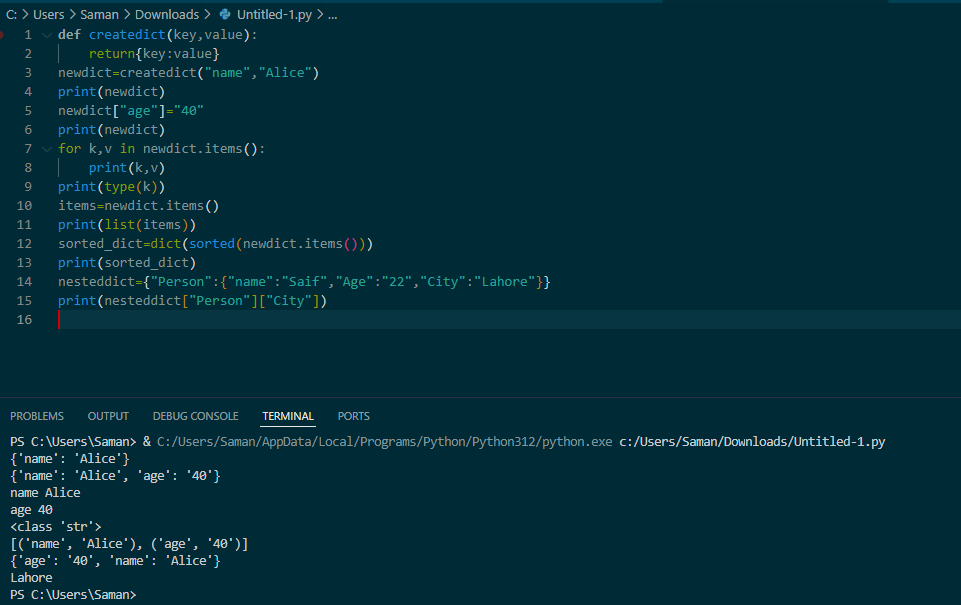 C: > Users > Saman > Downloads > Untitled-1.py > ...
1 def createdict(key,value):
2     return{key:value}
3 newdict=createdict("name","Alice")
4 print(newdict)
5 newdict["age"]="40"
6 print(newdict)
7 for k,v in newdict.items():
8     print(k,v)
9 print(type(k))
10 items=newdict.items()
11 print(list(items))
12 sorted_dict=dict(sorted(newdict.items()))
13 print(sorted_dict)
14 nesteddict={"Person":{"name":"Saif","Age":"22","City":"Lahore"}}
15 print(nesteddict["Person"]["City"])
16
PROBLEMS OUTPUT DEBUG CONSOLE TERMINAL PORTS
PS C:\Users\Saman> & C:/Users/Saman/AppData/Local/Programs/Python/Python312/python.exe c:/Users/Saman/Downloads/Untitled-1.py
{'name': 'Alice'}
{'name': 'Alice', 'age': '40'}
name Alice
age 40
<class 'str'>
[('name', 'Alice'), ('age', '40')]
{'age': '40', 'name': 'Alice'}
Lahore
PS C:\Users\Saman>